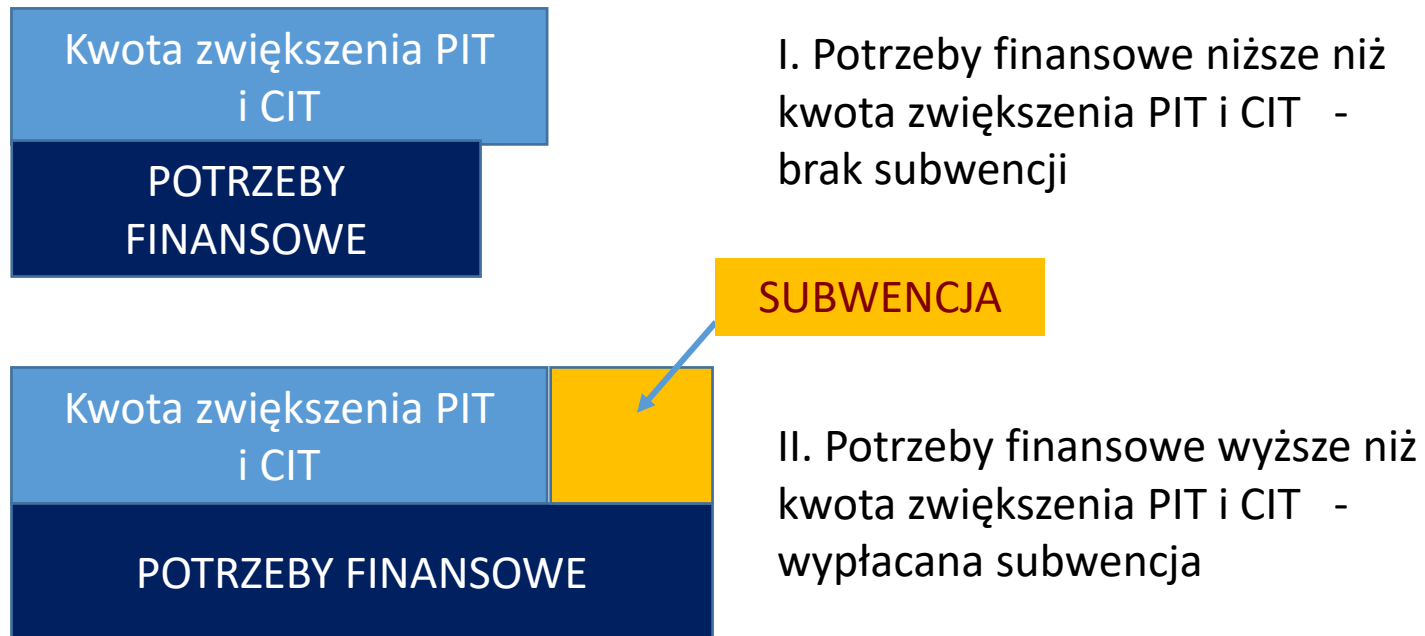 Kwota zwiększenia PIT
i CIT
POTRZEBY
FINANSOWE
I. Potrzeby finansowe niższe niż
kwota zwiększenia PIT i CIT -
brak subwencji
SUBWENCJA
Kwota zwiększenia PIT
i CIT
POTRZEBY FINANSOWE
II. Potrzeby finansowe wyższe niż
kwota zwiększenia PIT i CIT -
wypłacana subwencja